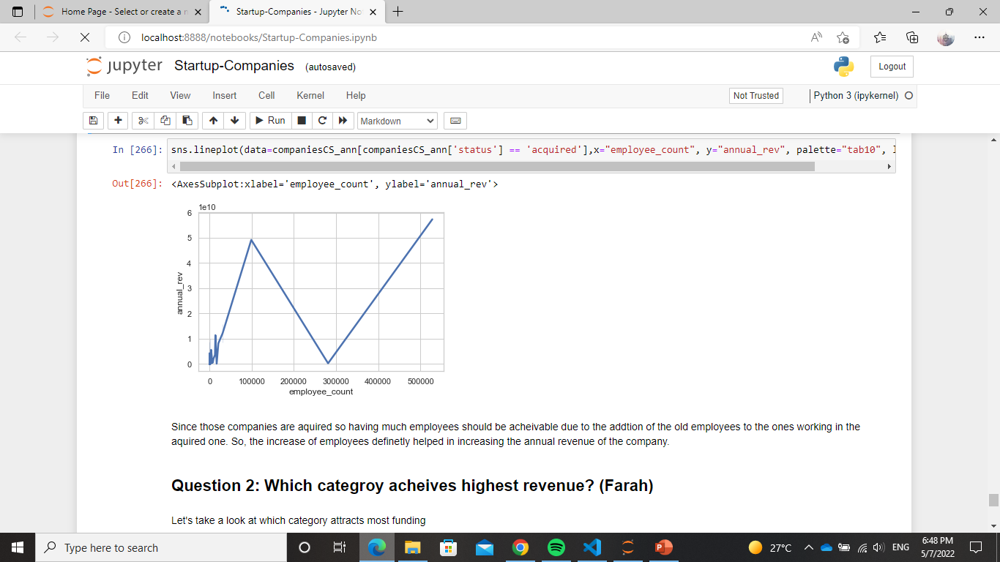 Home Page - Select or create a n
Startup-Companies - Jupyter No
localhost:8888/notebooks/Startup-Companies.ipynb
jupyter Startup-Companies (autosaved)
Logout
File Edit View Insert Cell Kernel Help
Not Trusted
Python 3 (ipykernel)
Run
Markdown
In [266]: sns.lineplot(data=companiesCS_ann[companiesCS_ann['status'] == 'acquired'],x="employee_count", y="annual_rev", palette="tab10",
Out[266]: <AxesSubplot:xlabel='employee_count', ylabel='annual_rev'>
1e10
6
5
4
3
2
1
0
annual_rev
0 100000 200000 300000 400000 500000
employee_count
Since those companies are aquired so having much employees should be acheivable due to the addtion of the old employees to the ones working in the
aquired one. So, the increase of employees definetly helped in increasing the annual revenue of the company.
Question 2: Which categroy acheives highest revenue? (Farah)
Let's take a look at which category attracts most funding
Type here to search
27°C
ENG
6:48 PM
5/7/2022